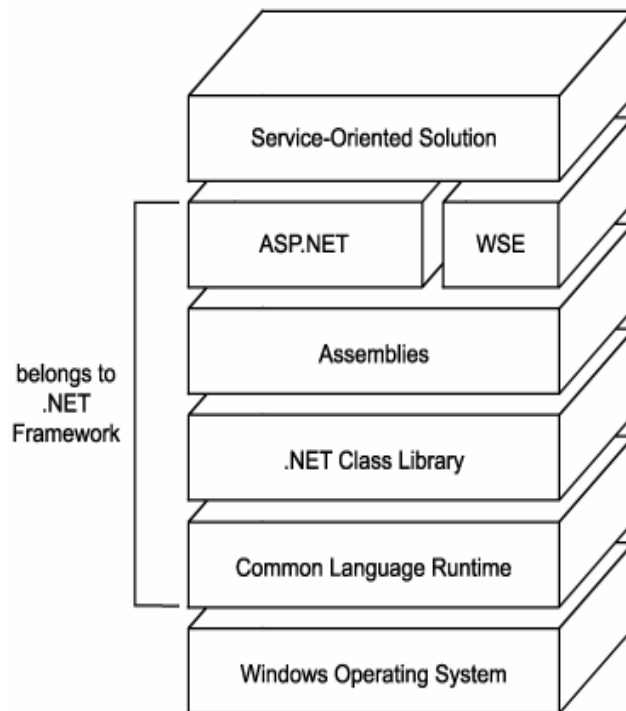 Service-Oriented Solution
ASP.NET
WSE
Assemblies
belongs to
.NET
Framework
.NET Class Library
Common Language Runtime
Windows Operating System